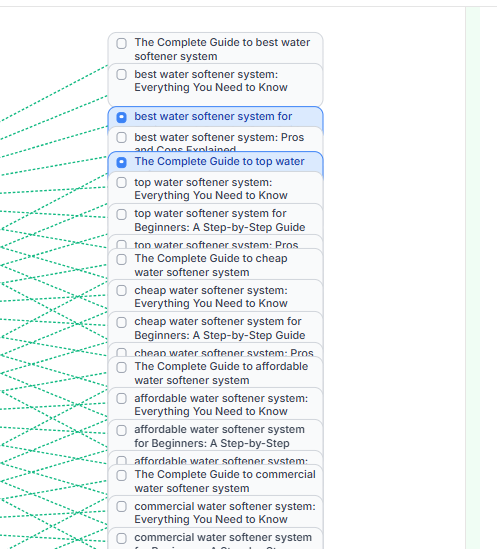 The Complete Guide to best water
softener system
best water softener system:
Everything You Need to Know
best water softener system for
best water softener system: Pros
and Cons Explained
The Complete Guide to top water
top water softener system:
Everything You Need to Know
top water softener system for
Beginners: A Step-by-Step Guide
top water softener system: Pros
The Complete Guide to cheap
water softener system
cheap water softener system:
Everything You Need to Know
cheap water softener system for
Beginners: A Step-by-Step Guide
cheap water softener system: Pros
The Complete Guide to affordable
water softener system
affordable water softener system:
Everything You Need to Know
affordable water softener system
for Beginners: A Step-by-Step
affordable water softener system:
The Complete Guide to commercial
water softener system
commercial water softener system:
Everything You Need to Know
commercial water softener system